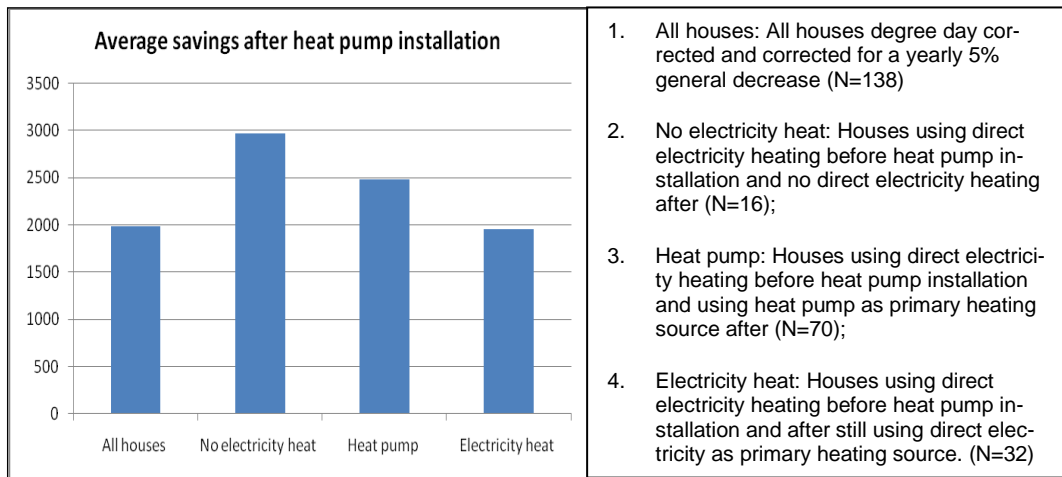 Average savings after heat pump installation
3500
3000
2500
2000
1500
1000
500
0
All houses
No electricity heat
Heat pump
Electricity heat
1. All houses: All houses degree day cor-
rected and corrected for a yearly 5%
general decrease (N=138)
2. No electricity heat: Houses using direct
electricity heating before heat pump in-
stallation and no direct electricity heating
after (N=16);
3. Heat pump: Houses using direct electrici-
ty heating before heat pump installation
and using heat pump as primary heating
source after (N=70);
4. Electricity heat: Houses using direct
electricity heating before heat pump in-
stallation and after still using direct elec-
tricity as primary heating source. (N=32)